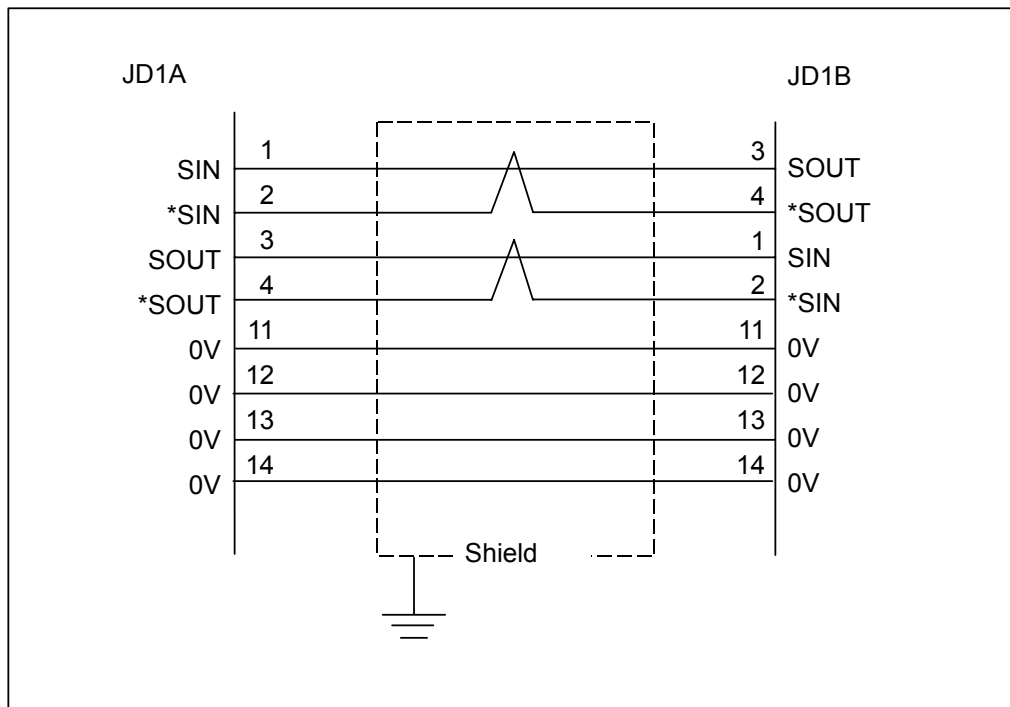 JD1A JD1B
SIN 1 3 SOUT
*SIN 2 4 *SOUT
SOUT 3 1 SIN
*SOUT 4 2 *SIN
0V 11 11 0V
0V 12 12 0V
0V 13 13 0V
0V 14 14 0V
Shield